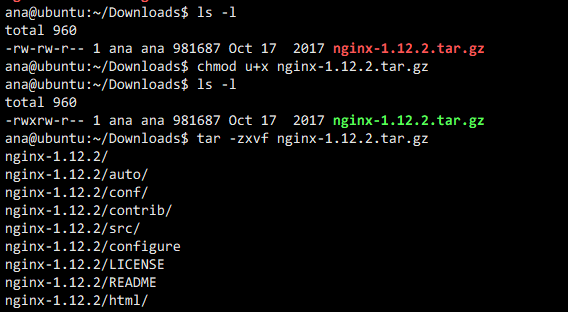 ana@ubuntu:~/Downloads$ ls -l
total 960
-rw-rw-r-- 1 ana ana 981687 Oct 17  2017 nginx-1.12.2.tar.gz
ana@ubuntu:~/Downloads$ chmod u+x nginx-1.12.2.tar.gz
ana@ubuntu:~/Downloads$ ls -l
total 960
-rwxrw-r-- 1 ana ana 981687 Oct 17  2017 nginx-1.12.2.tar.gz
ana@ubuntu:~/Downloads$ tar -zxvf nginx-1.12.2.tar.gz
nginx-1.12.2/
nginx-1.12.2/auto/
nginx-1.12.2/conf/
nginx-1.12.2/contrib/
nginx-1.12.2/src/
nginx-1.12.2/configure
nginx-1.12.2/LICENSE
nginx-1.12.2/README
nginx-1.12.2/html/